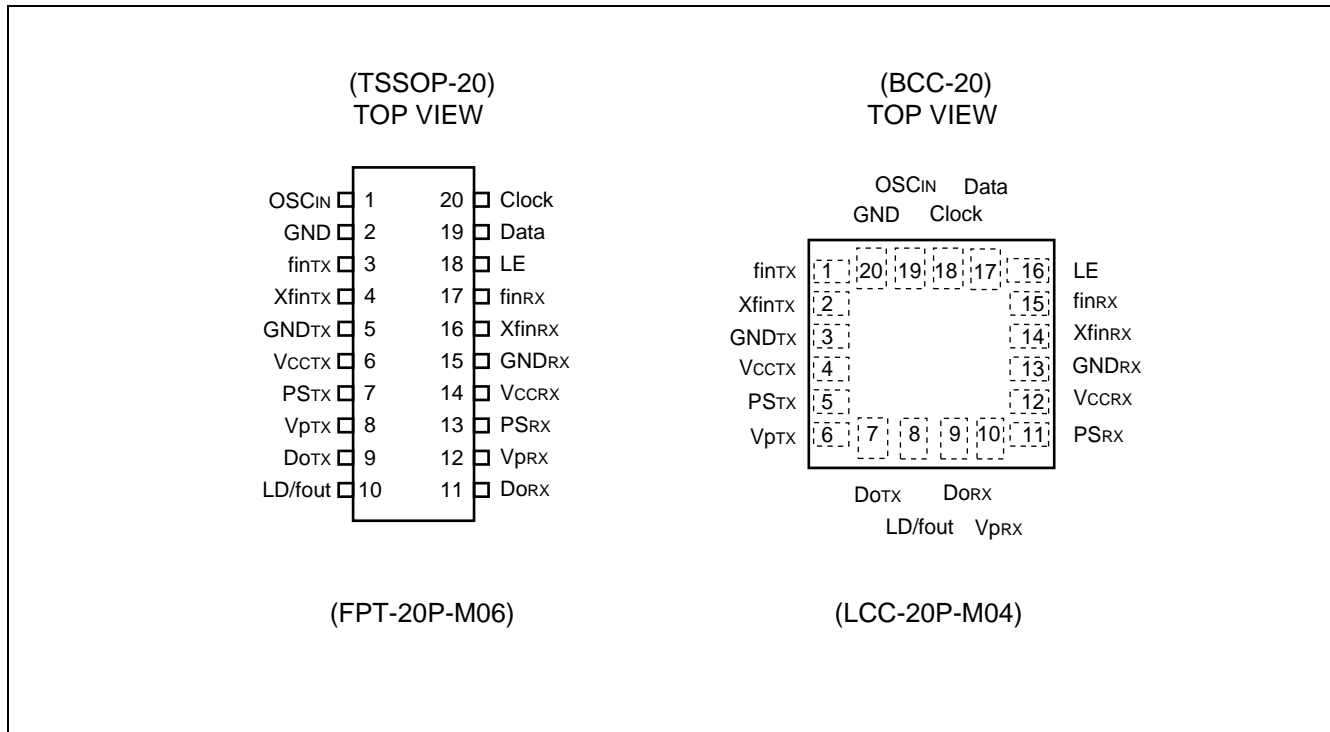 (TSSOP-20)
TOP VIEW
OSCIN 1 20 Clock
GND 2 19 Data
finTX 3 18 LE
XfinTX 4 17 finRX
GNDTX 5 16 XfinRX
VCCTX 6 15 GNDRX
PSTX 7 14 VCCRX
VpTX 8 13 PSRX
DOTX 9 12 VpRX
LD/fout 10 11 DORX
(FPT-20P-M06)
(BCC-20)
TOP VIEW
OSCIN Data
GND Clock
finTX 1 20 19 18 17 16 LE
XfinTX 2 15 finRX
GNDTX 3 14 XfinRX
VCCTX 4 13 GNDRX
PSTX 5 12 VCCRX
VpTX 6 7 8 9 10 11 PSRX
DOTX DORX
LD/fout VpRX
(LCC-20P-M04)